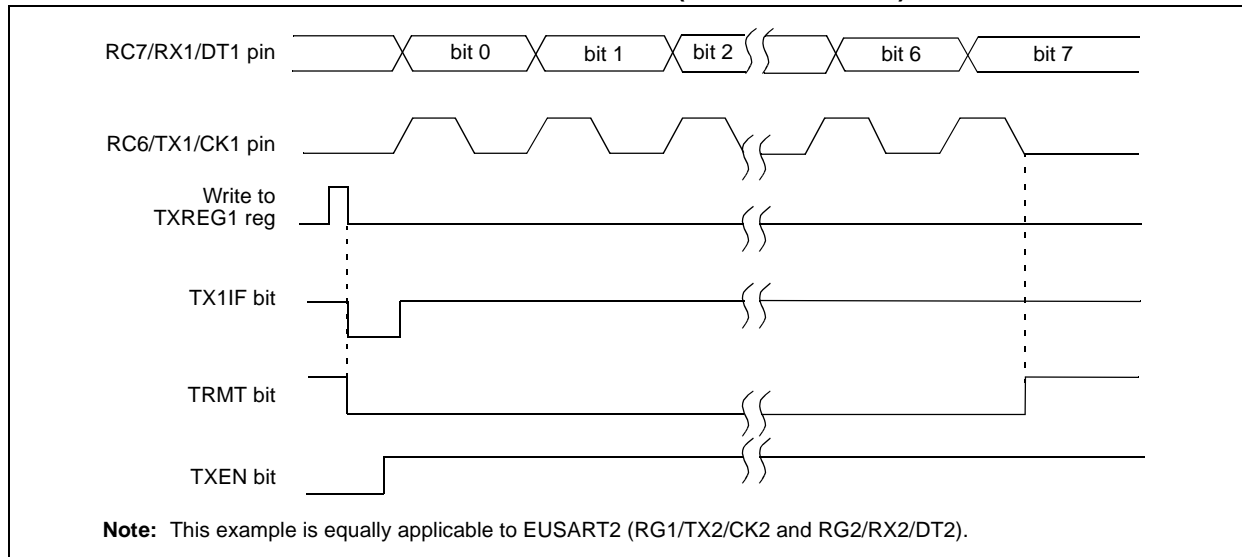 RC7/RX1/DT1 pin
bit 0
bit 1
bit 2
bit 6
bit 7
RC6/TX1/CK1 pin
Write to
TXREG1 reg
TX1IF bit
TRMT bit
TXEN bit
Note: This example is equally applicable to EUSART2 (RG1/TX2/CK2 and RG2/RX2/DT2).